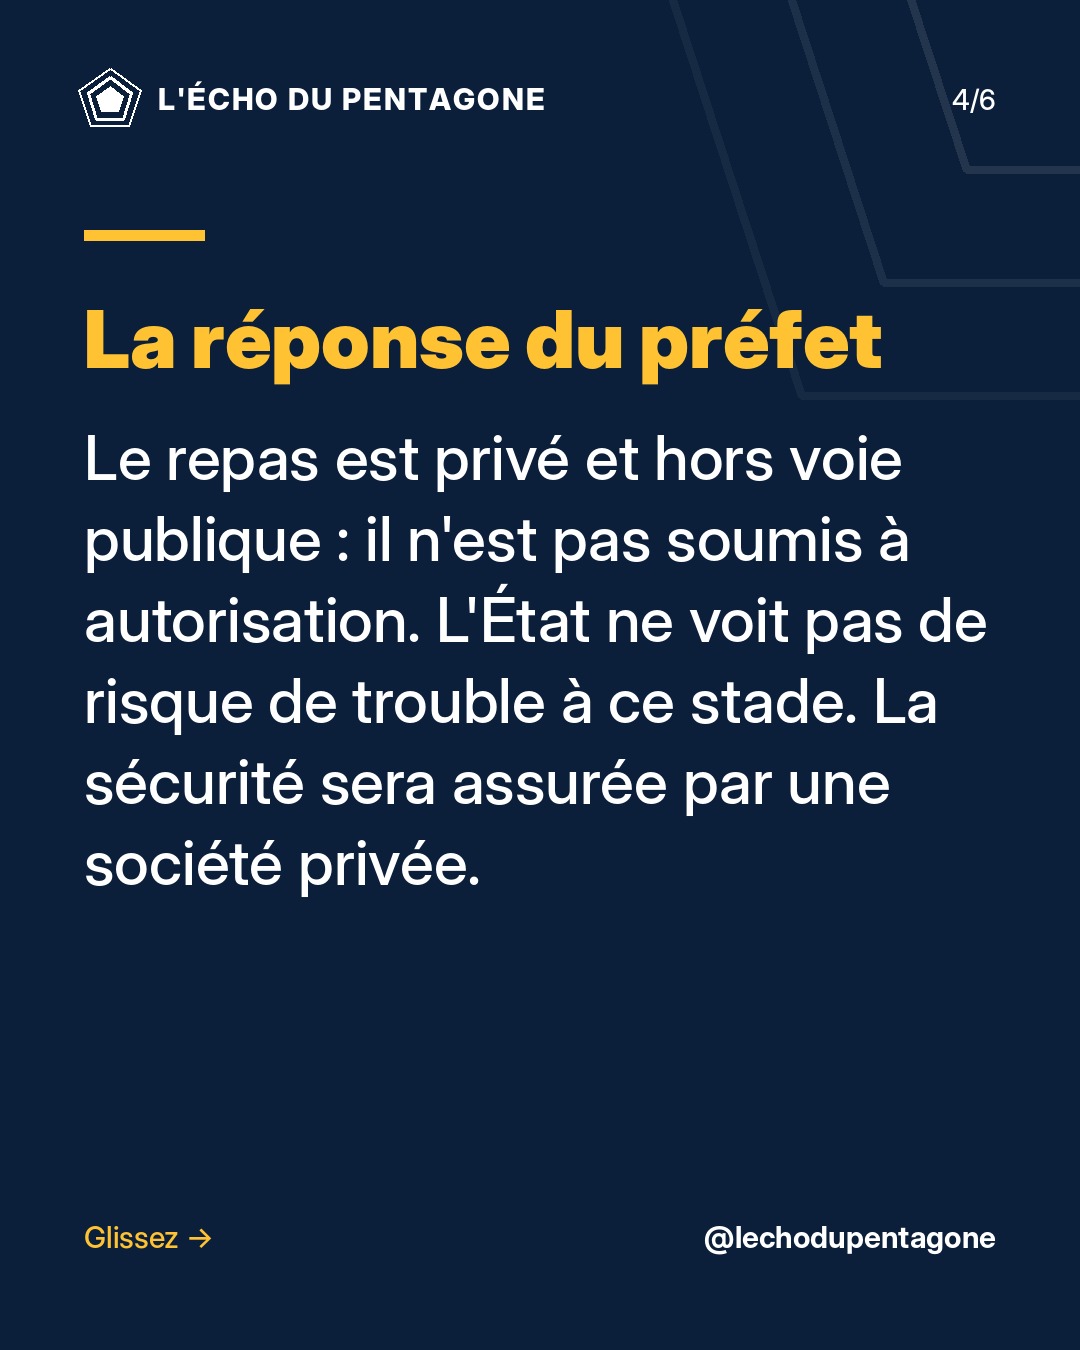 L'ÉCHO DU PENTAGONE
4/6
La réponse du préfet
Le repas est privé et hors voie
publique : il n'est pas soumis à
autorisation. L'État ne voit pas de
risque de trouble à ce stade. La
sécurité sera assurée par une
société privée.
Glissez →
@lechodupentagone